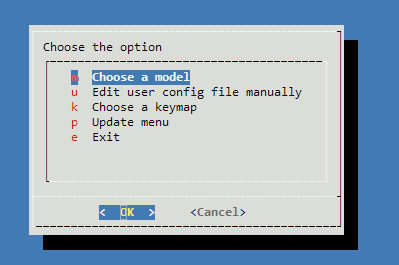 Choose the option
m Choose a model
u Edit user config file manually
k Choose a keymap
p Update menu
e Exit
< OK > <Cancel>